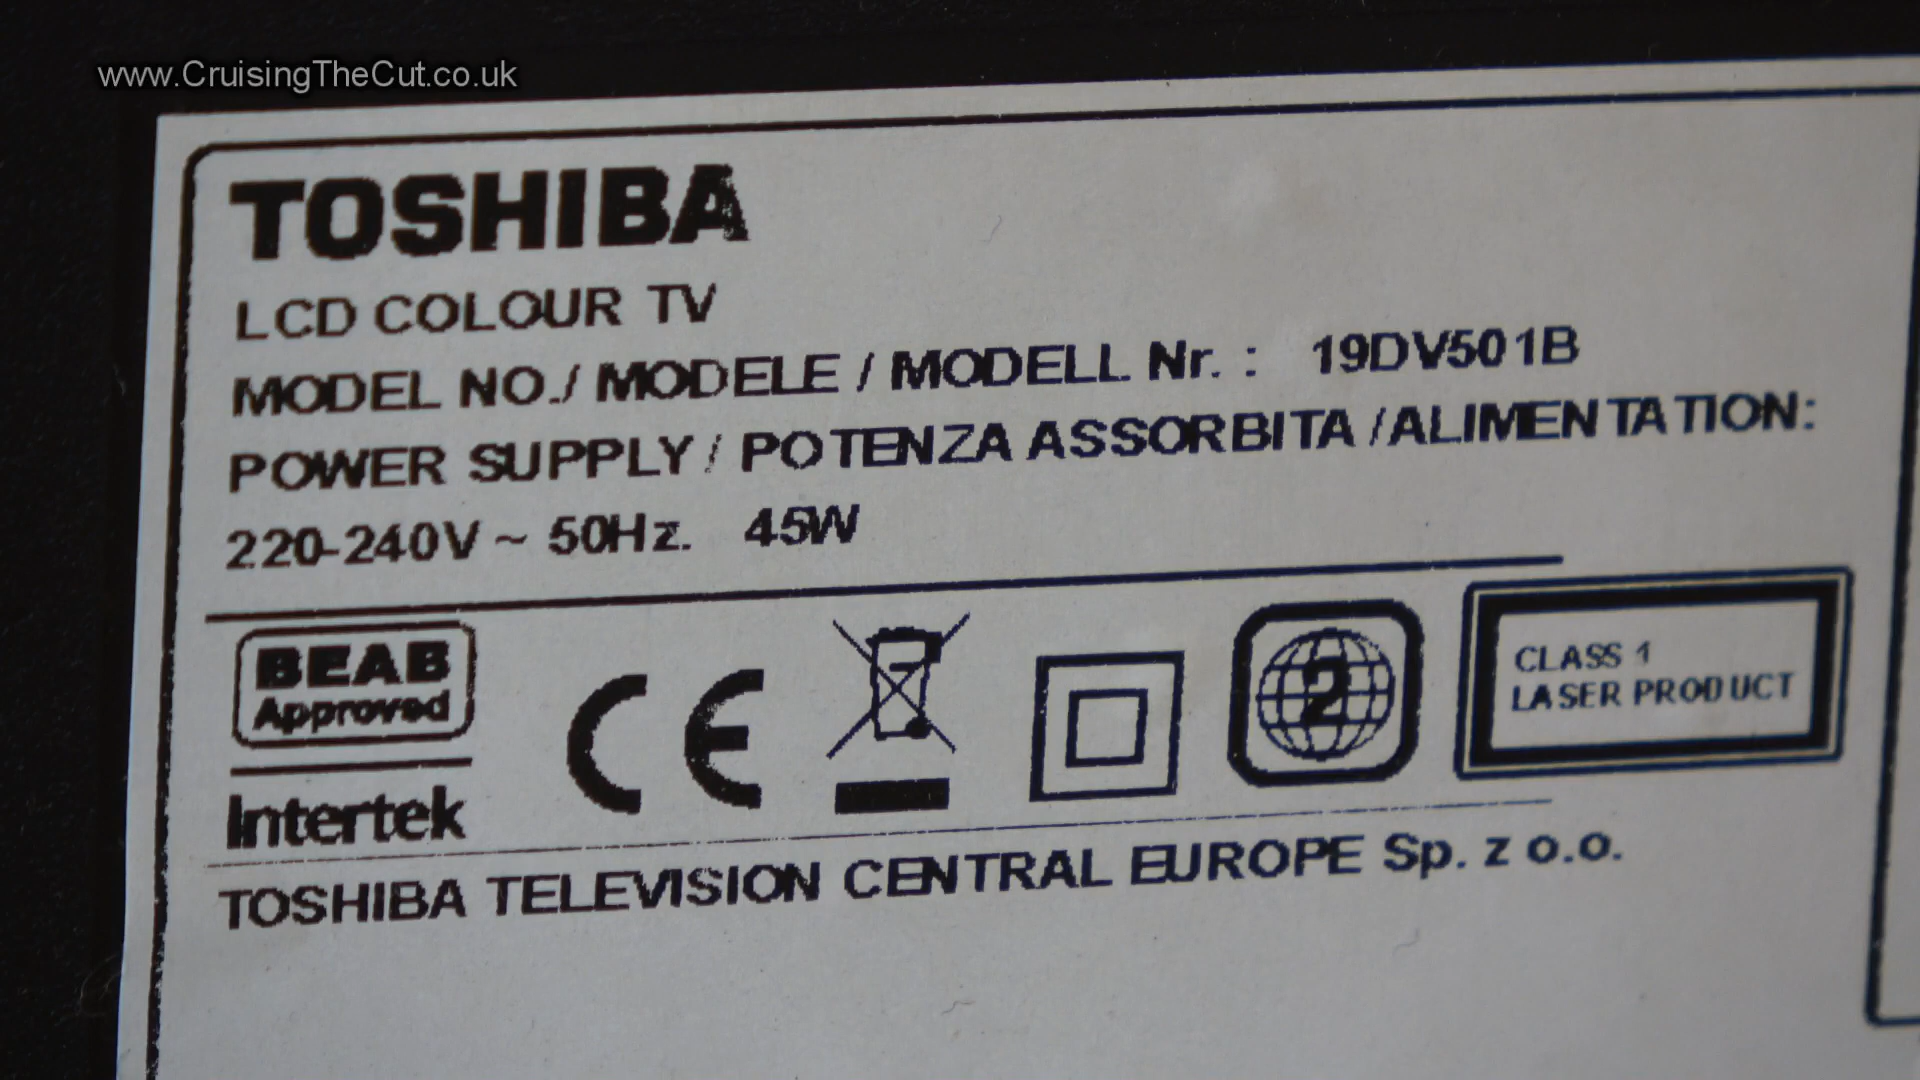 www.CruisingTheCut.co.uk
TOSHIBA
LCD COLOUR TV
MODEL NO./ MODELE / MODELL Nr. : 19DV501B
POWER SUPPLY / POTENZA ASSORBITA /ALIMENTATION:
220-240V ~ 50Hz. 45W
BEAB
Approved
Intertek
CE
2
CLASS 1
LASER PRODUCT
TOSHIBA TELEVISION CENTRAL EUROPE Sp. z o.o.